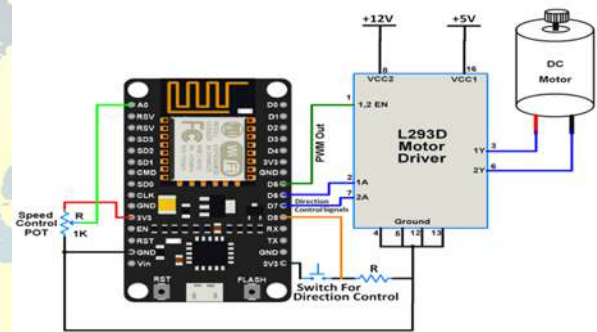 +12V
+5V
8
VCC2
16
VCC1
DC
Motor
1
1,2 EN
L293D
Motor
Driver
PWM Out
2
1A
7
2A
Direction
Control Signals
1Y
3
2Y
6
Ground
4
5
12
13
A0
RSV
RSV
SD3
SD2
SD1
CMD
SD0
CLK
GND
3V3
EN
RST
GND
Vin
D0
D1
D2
D3
D4
3V3
GND
D5
D6
D7
D8
RX
TX
GND
3V3
WiFi
RST
FLASH
Speed
Control
POT
R
1K
R
Switch For
Direction Control